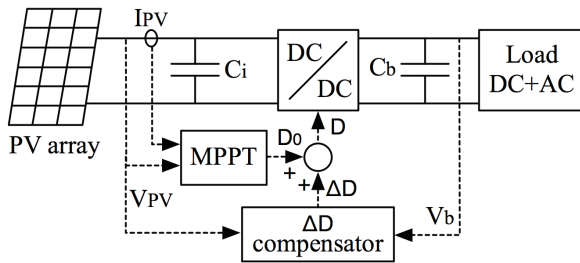 IPV
Ci
DC
DC
Cb
Load
DC+AC
PV array
D
MPPT
D0
+
+
ΔD
VPV
Vb
ΔD
compensator